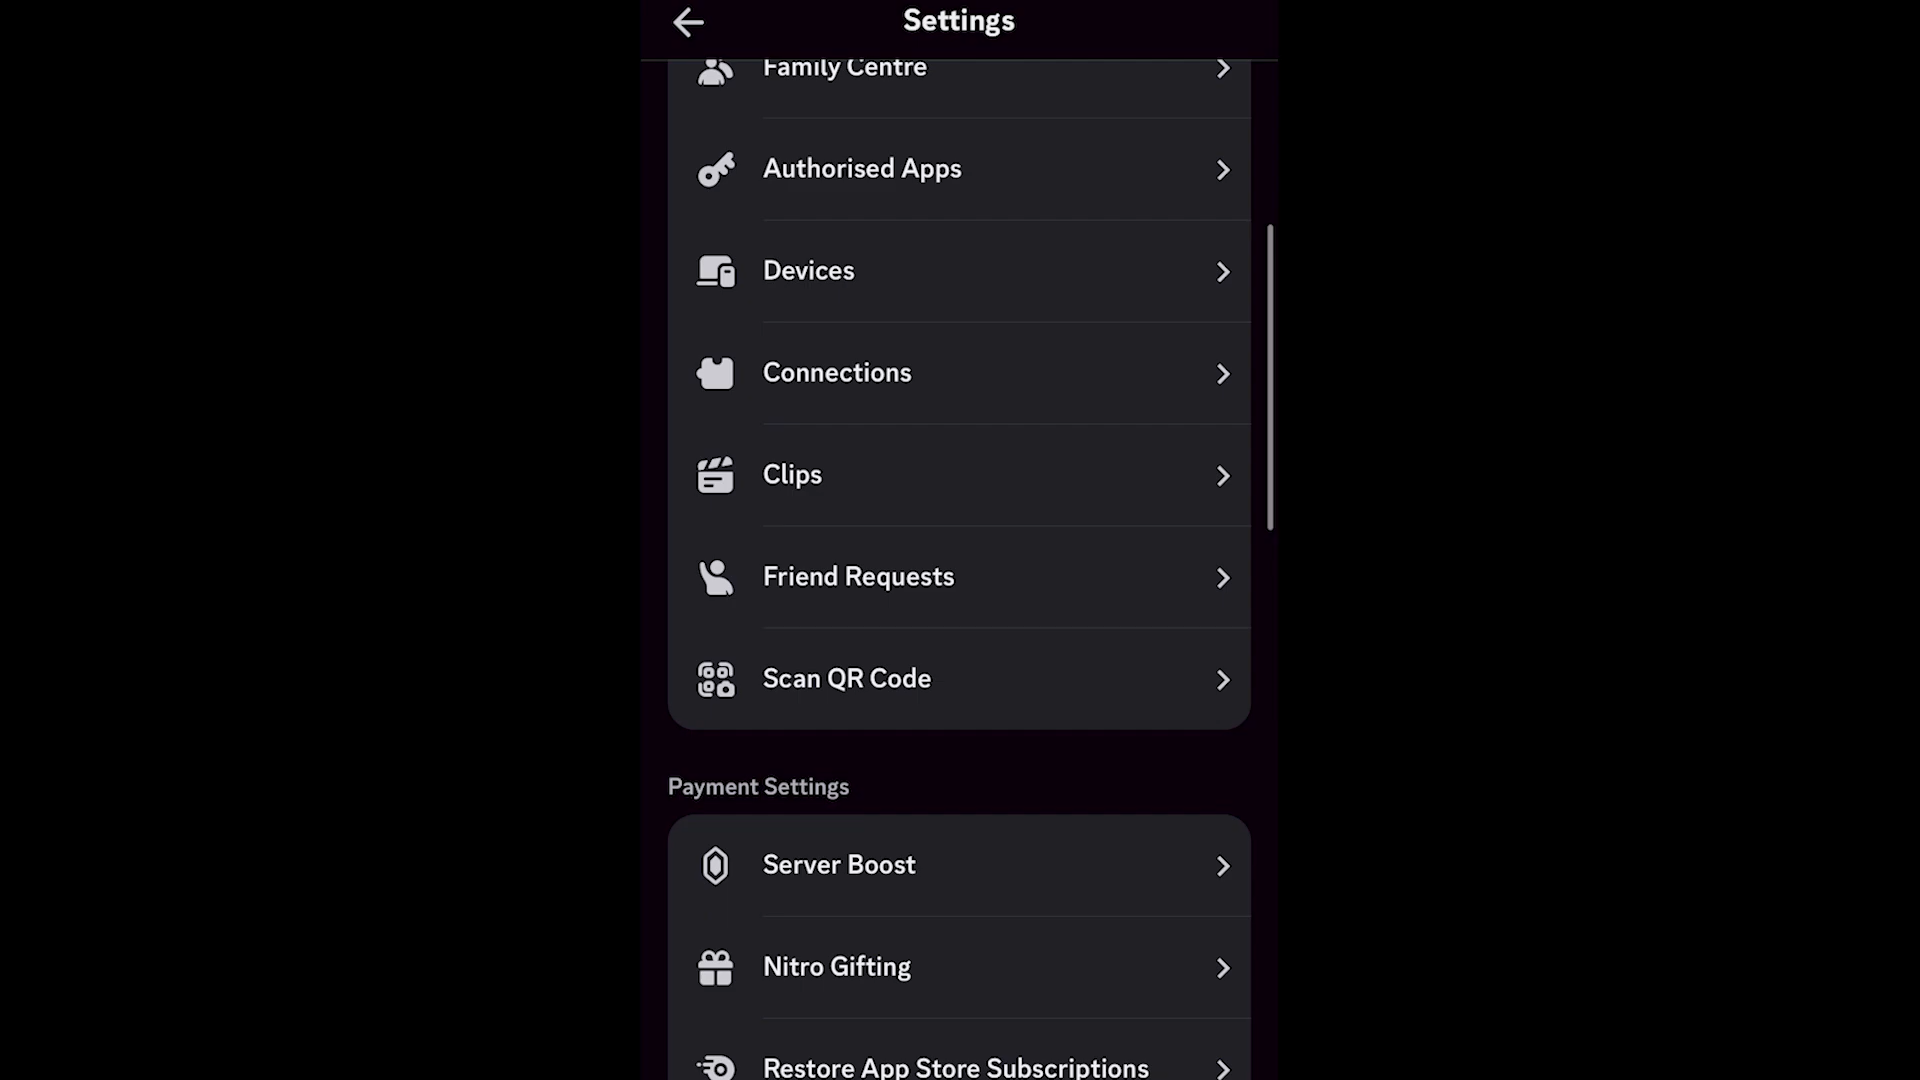 Settings
Family Centre
Authorised Apps
Devices
Connections
Clips
Friend Requests
Scan QR Code
Payment Settings
Server Boost
Nitro Gifting
Restore App Store Subscriptions